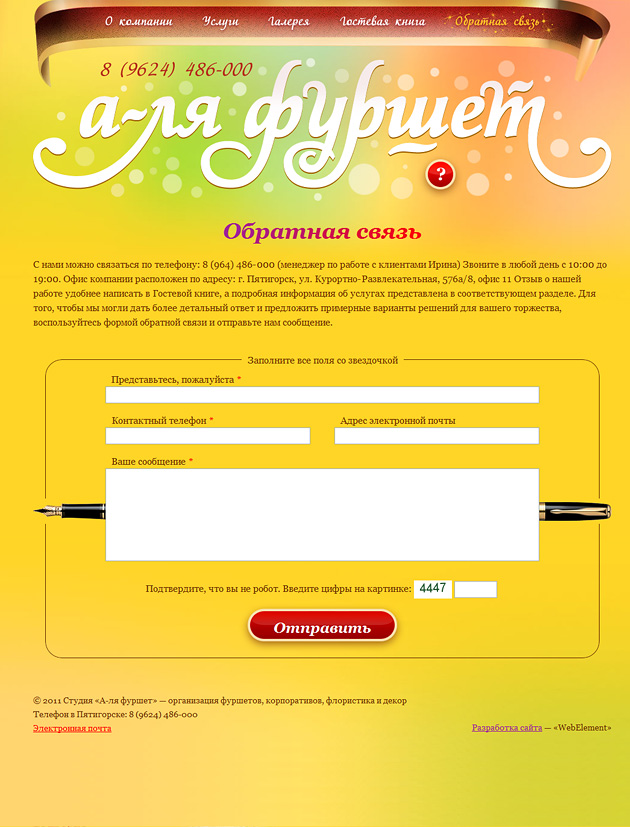 О компании Услуги Галерея Гостевая книга Обратная связь
8 (9624) 486-000
а-ля фуршет
?
Обратная связь
С нами можно связаться по телефону: 8 (964) 486-000 (менеджер по работе с клиентами Ирина) Звоните в любой день с 10:00 до
19:00. Офис компании расположен по адресу: г. Пятигорск, ул. Курортно-Развлекательная, 576а/8, офис 11 Отзыв о нашей
работе удобнее написать в Гостевой книге, а подробная информация об услугах представлена в соответствующем разделе. Для
того, чтобы мы могли дать более детальный ответ и предложить примерные варианты решений для вашего торжества,
воспользуйтесь формой обратной связи и отправьте нам сообщение.
Заполните все поля со звездочкой
Представьтесь, пожалуйста *
Контактный телефон * Адрес электронной почты
Ваше сообщение *
Подтвердите, что вы не робот. Введите цифры на картинке: 4447
Отправить
© 2011 Студия «А-ля фуршет» — организация фуршетов, корпоративов, флористика и декор
Телефон в Пятигорске: 8 (9624) 486-000
Электронная почта Разработка сайта — «WebElement»